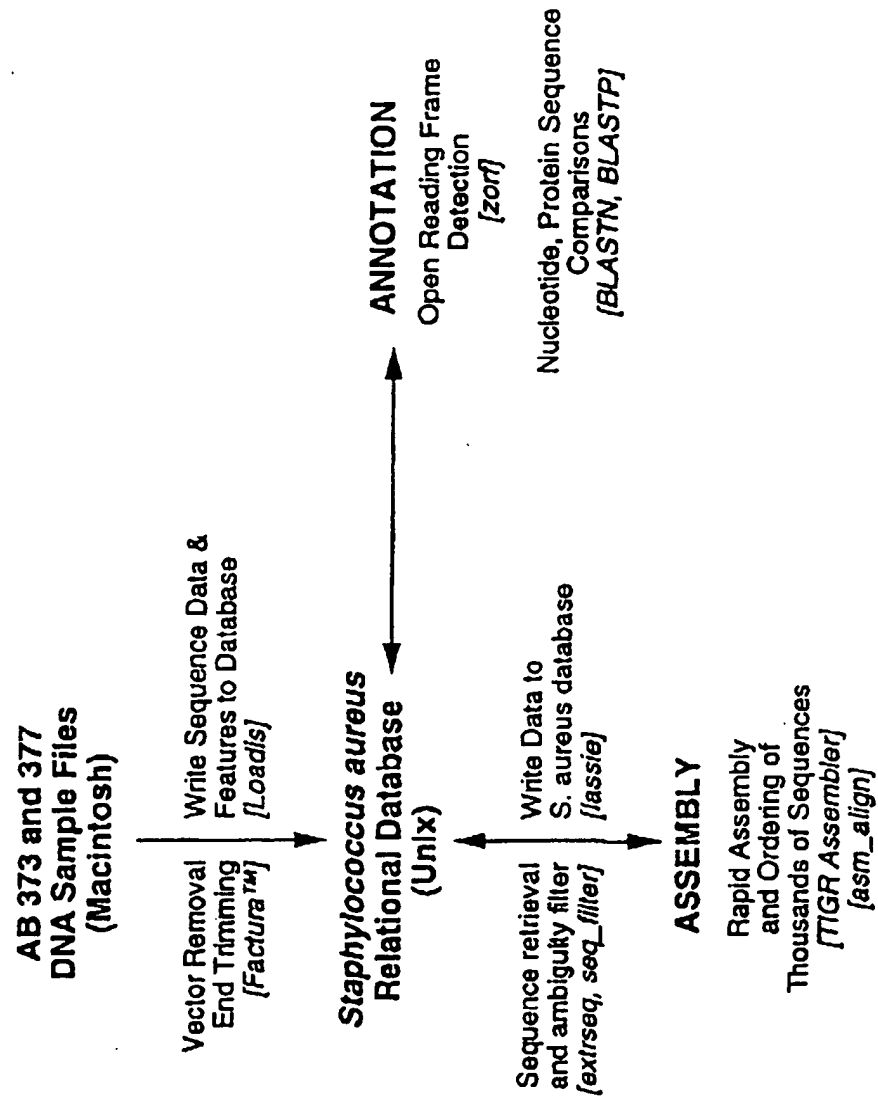 AB 373 and 377
DNA Sample Files
(Macintosh)
Vector Removal
End Trimming
[Factura™]
Write Sequence Data &
Features to Database
[Loadis]
Staphylococcus aureus
Relational Database
(Unix)
ANNOTATION
Open Reading Frame
Detection
[zorf]
Nucleotide, Protein Sequence
Comparisons
[BLASTN, BLASTP]
Sequence retrieval
and ambiguity filter
[extrseq, seq_filter]
Write Data to
S. aureus database
[lassie]
ASSEMBLY
Rapid Assembly
and Ordering of
Thousands of Sequences
[TIGR Assembler]
[asm_align]